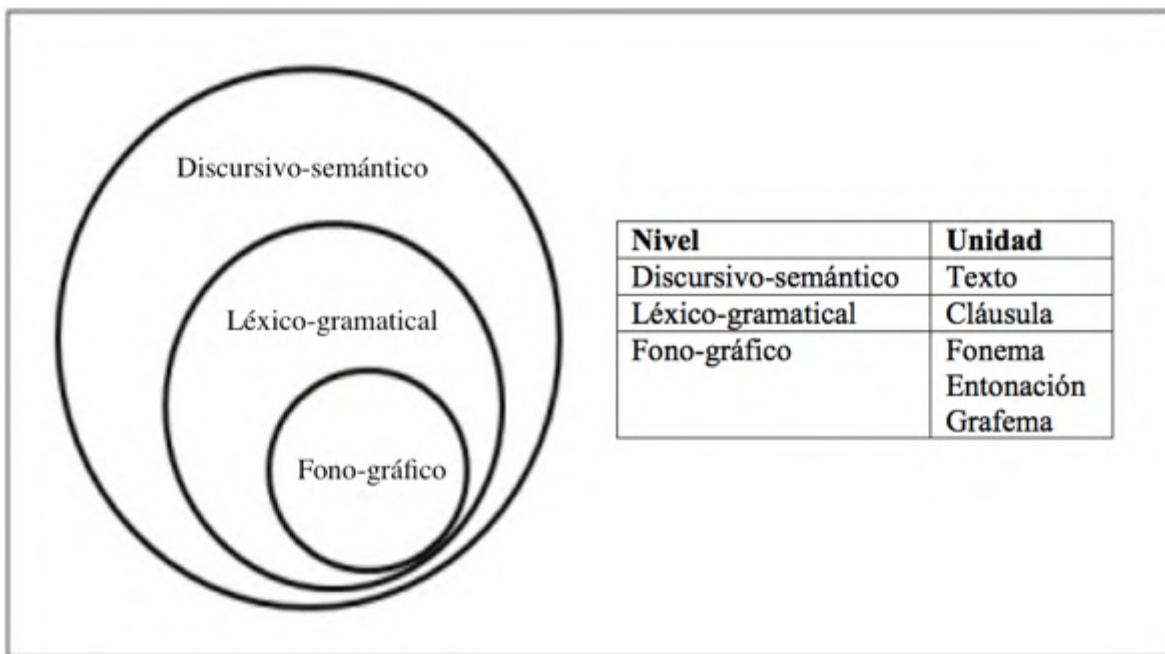 Discursivo-semántico
Léxico-gramatical
Fono-gráfico
Nivel Unidad
Discursivo-semántico Texto
Léxico-gramatical Cláusula
Fono-gráfico Fonema
Entonación
Grafema